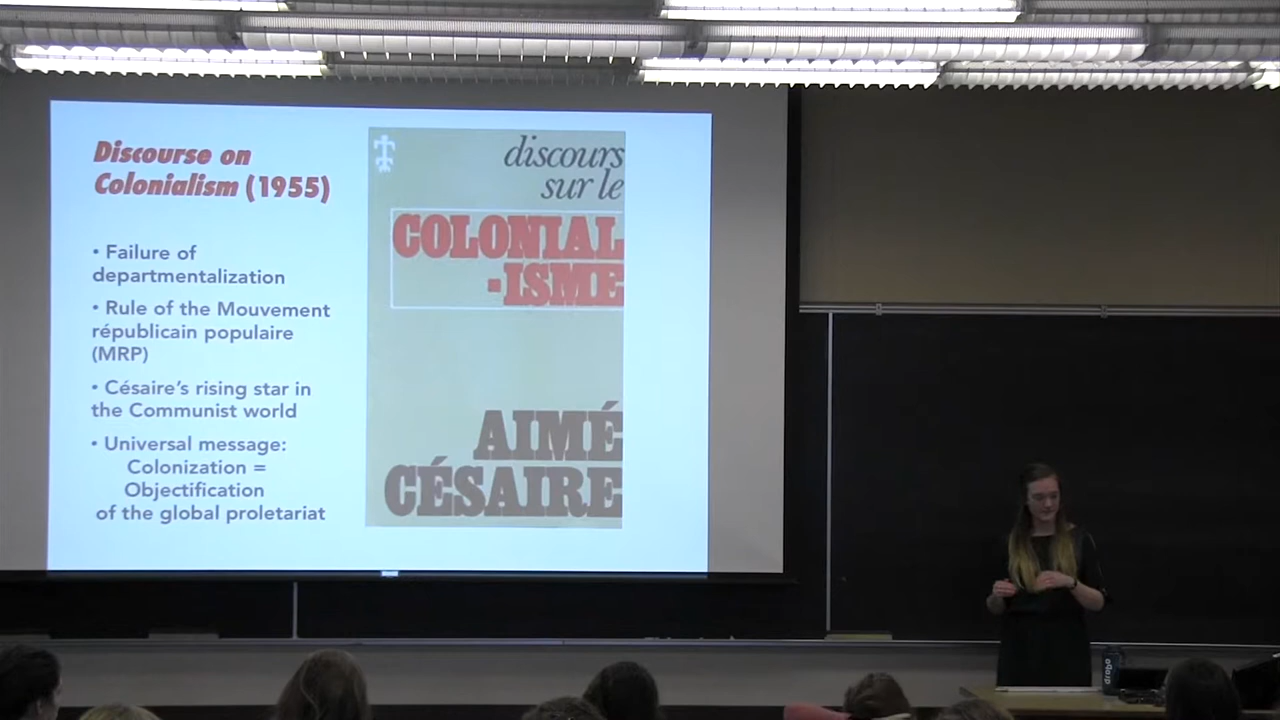 Discourse on
Colonialism (1955)
• Failure of
departmentalization
• Rule of the Mouvement
républicain populaire
(MRP)
• Césaire's rising star in
the Communist world
• Universal message:
Colonization =
Objectification
of the global proletariat
discours
sur le
COLONIAL
-ISME
AIMÉ
CÉSAIRE
drobo